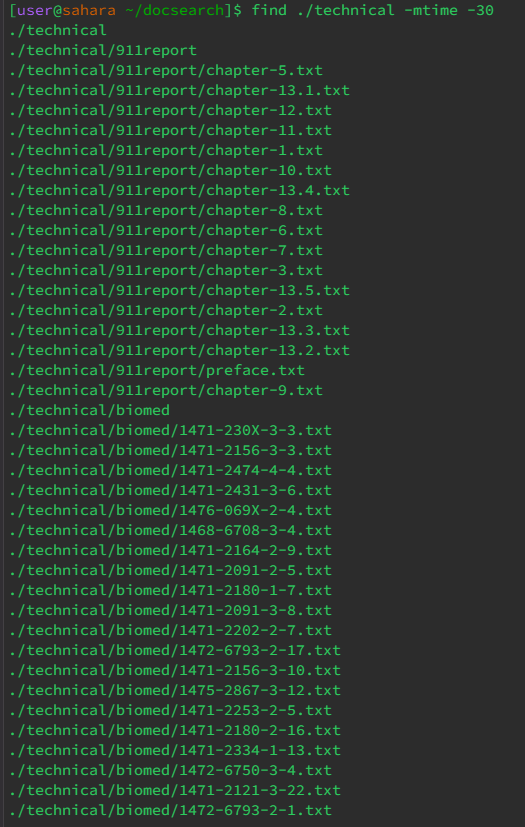 [user@sahara ~/docsearch]$ find ./technical -mtime -30
./technical
./technical/911report
./technical/911report/chapter-5.txt
./technical/911report/chapter-13.1.txt
./technical/911report/chapter-12.txt
./technical/911report/chapter-11.txt
./technical/911report/chapter-1.txt
./technical/911report/chapter-10.txt
./technical/911report/chapter-13.4.txt
./technical/911report/chapter-8.txt
./technical/911report/chapter-6.txt
./technical/911report/chapter-7.txt
./technical/911report/chapter-3.txt
./technical/911report/chapter-13.5.txt
./technical/911report/chapter-2.txt
./technical/911report/chapter-13.3.txt
./technical/911report/chapter-13.2.txt
./technical/911report/preface.txt
./technical/911report/chapter-9.txt
./technical/biomed
./technical/biomed/1471-230X-3-3.txt
./technical/biomed/1471-2156-3-3.txt
./technical/biomed/1471-2474-4-4.txt
./technical/biomed/1471-2431-3-6.txt
./technical/biomed/1476-069X-2-4.txt
./technical/biomed/1468-6708-3-4.txt
./technical/biomed/1471-2164-2-9.txt
./technical/biomed/1471-2091-2-5.txt
./technical/biomed/1471-2180-1-7.txt
./technical/biomed/1471-2091-3-8.txt
./technical/biomed/1471-2202-2-7.txt
./technical/biomed/1472-6793-2-17.txt
./technical/biomed/1471-2156-3-10.txt
./technical/biomed/1475-2867-3-12.txt
./technical/biomed/1471-2253-2-5.txt
./technical/biomed/1471-2180-2-16.txt
./technical/biomed/1471-2334-1-13.txt
./technical/biomed/1472-6750-3-4.txt
./technical/biomed/1471-2121-3-22.txt
./technical/biomed/1472-6793-2-1.txt